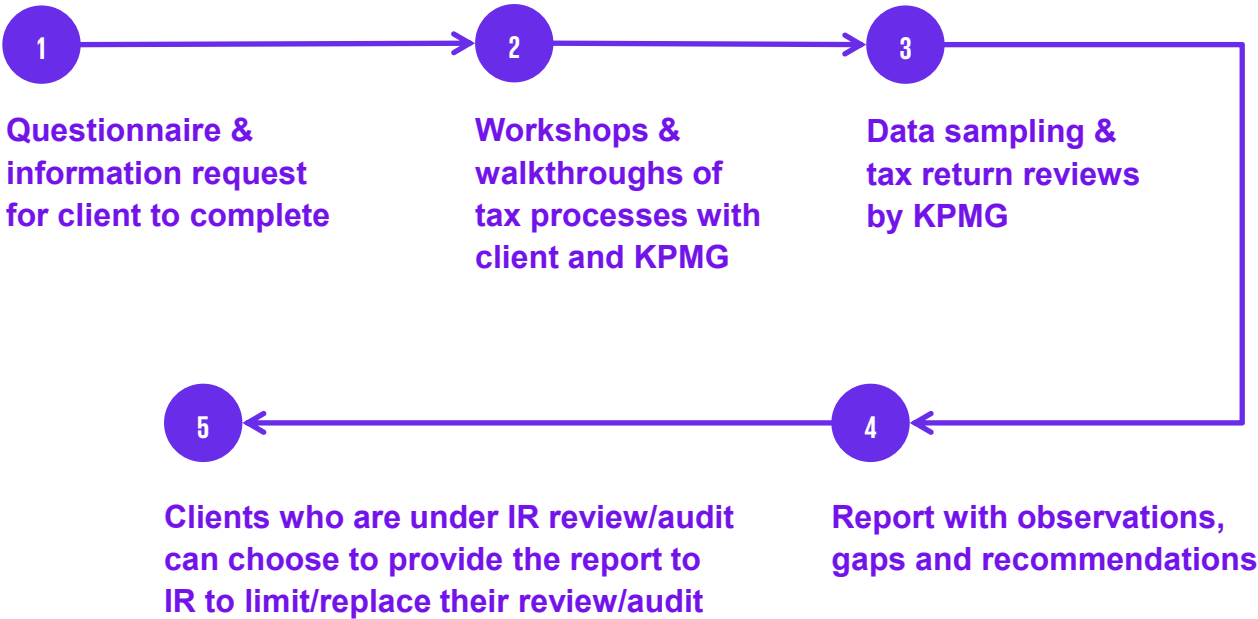 1
Questionnaire &
information request
for client to complete
2
Workshops &
walkthroughs of
tax processes with
client and KPMG
3
Data sampling &
tax return reviews
by KPMG
4
Report with observations,
gaps and recommendations
5
Clients who are under IR review/audit
can choose to provide the report to
IR to limit/replace their review/audit